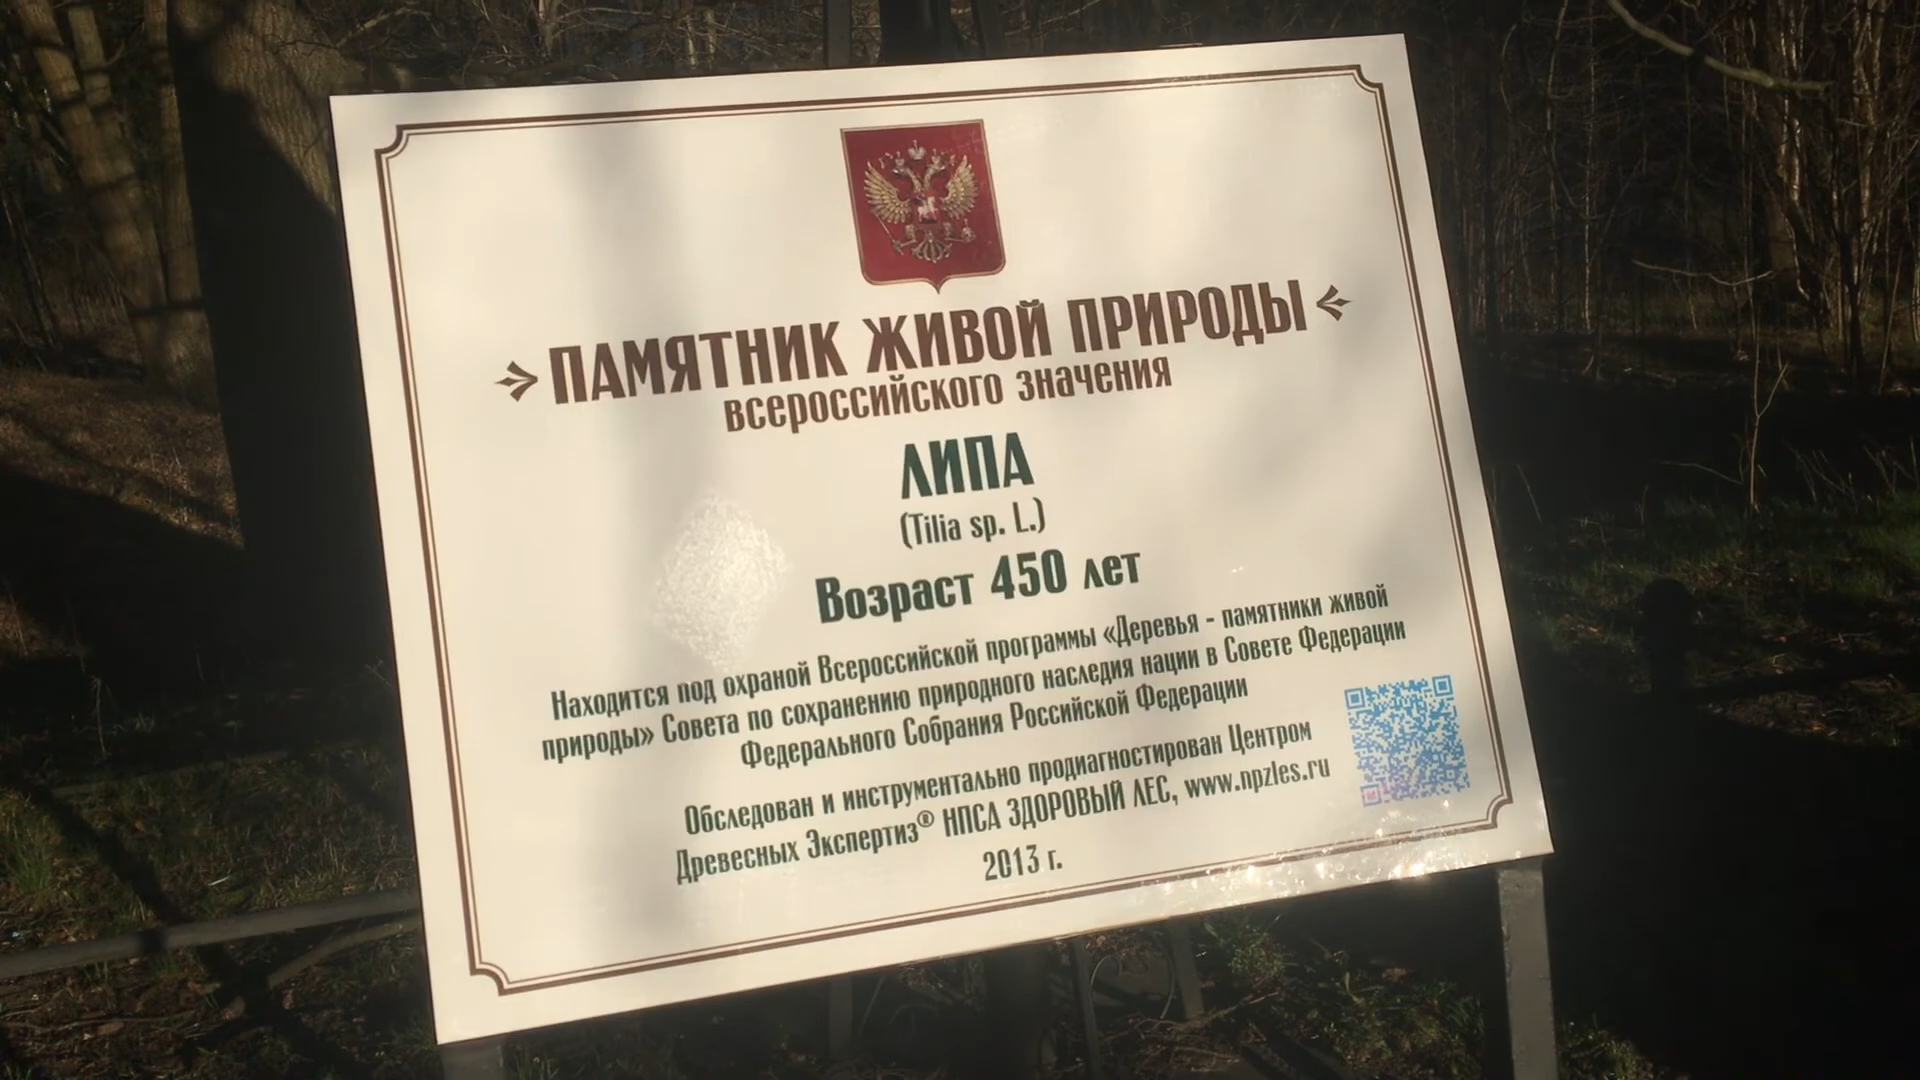 ПАМЯТНИК ЖИВОЙ ПРИРОДЫ
всероссийского значения
ЛИПА
(Tilia sp. L.)
Возраст 450 лет
Находится под охраной Всероссийской программы «Деревья - памятники живой
природы» Совета по сохранению природного наследия нации в Совете Федерации
Федерального Собрания Российской Федерации
Обследован и инструментально продиагностирован Центром
Древесных Экспертиз® НПСА ЗДОРОВЫЙ ЛЕС, www.npzles.ru
2013 г.